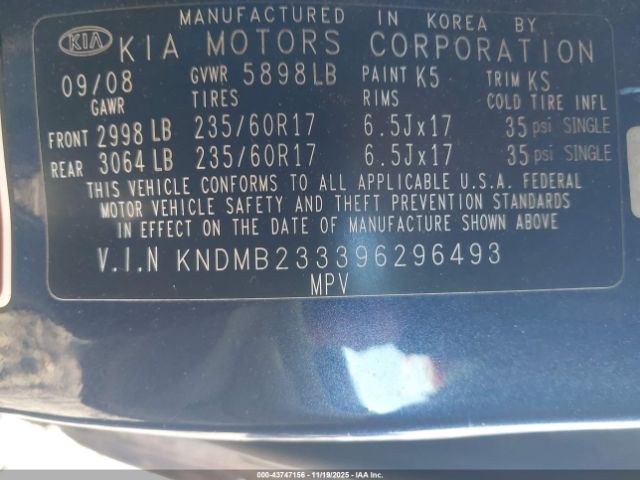 MANUFACTURED IN KOREA BY
KIA KIA MOTORS CORPORATION
09/08 GVWR 5898LB PAINT K5 TRIM KS
GAWR TIRES RIMS COLD TIRE INFL
FRONT 2998 LB 235/60R17 6.5Jx17 35 psi SINGLE
REAR 3064 LB 235/60R17 6.5Jx17 35 psi SINGLE
THIS VEHICLE CONFORMS TO ALL APPLICABLE U.S.A. FEDERAL
MOTOR VEHICLE SAFETY AND THEFT PREVENTION STANDARDS
IN EFFECT ON THE DATE OF MANUFACTURE SHOWN ABOVE
V.I.N KNDMB233396296493
MPV
© IAA - 43747156 - 11/19/2025 - IAAI.COM